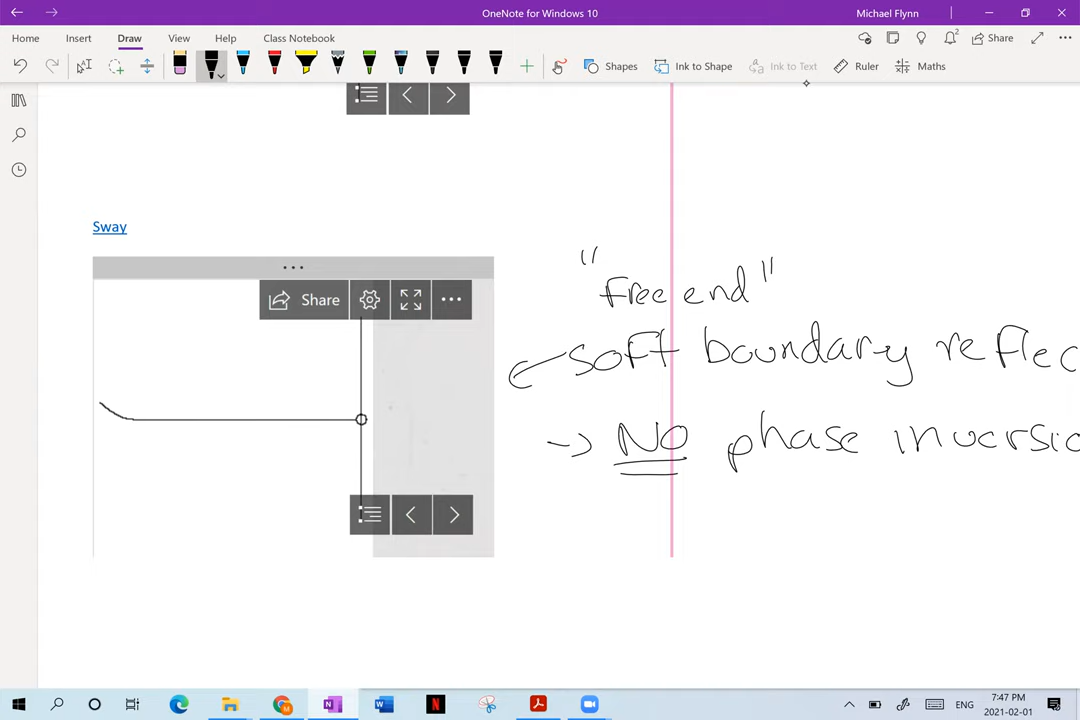 OneNote for Windows 10
Michael Flynn
Home Insert Draw View Help Class Notebook
Share
Shapes Ink to Shape Ink to Text Ruler Maths
Sway
Share
" Free end "
soft boundary reflec
→ NO phase inversio
ENG
7:47 PM
2021-02-01